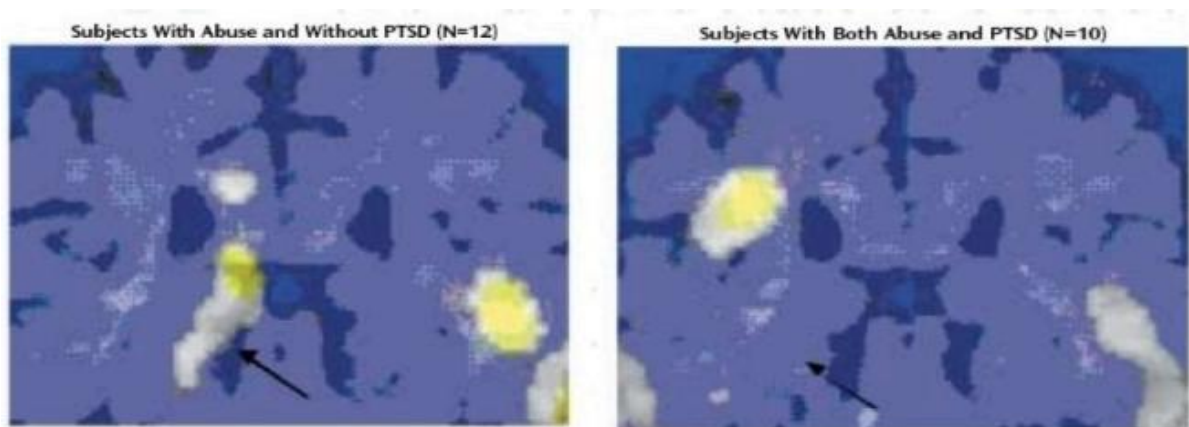 Subjects With Abuse and Without PTSD (N=12)
Subjects With Both Abuse and PTSD (N=10)